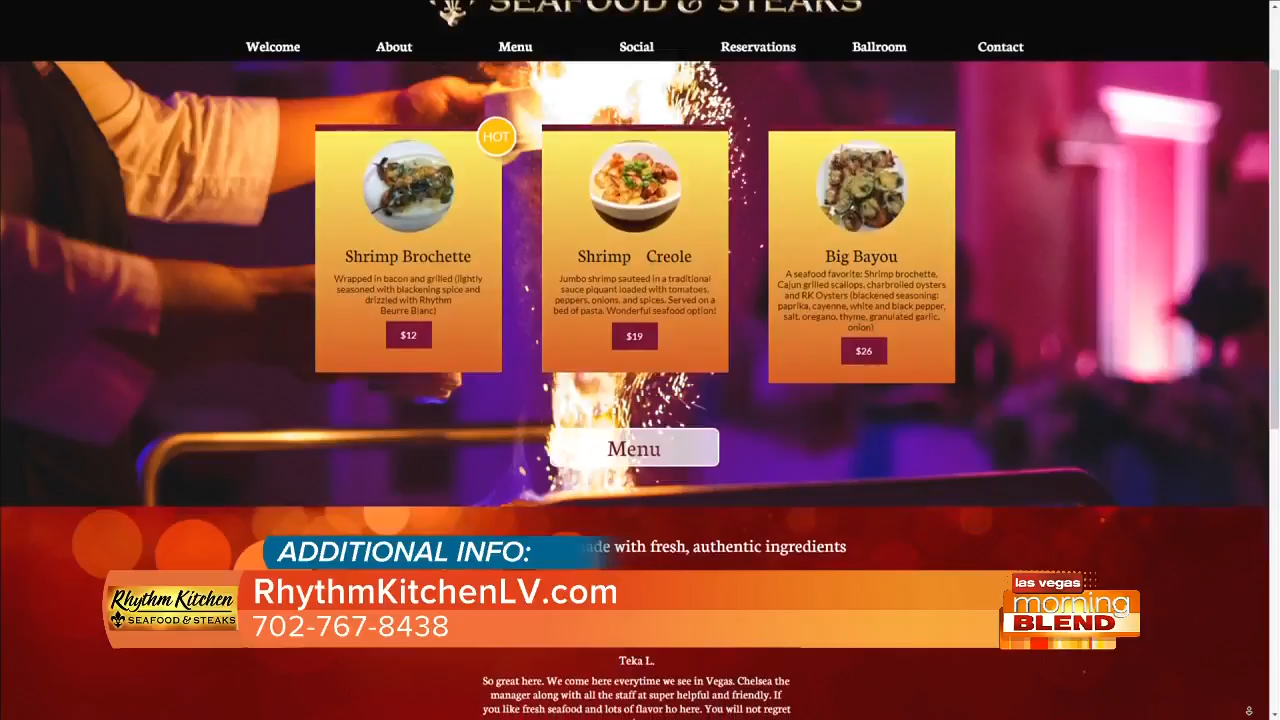 SEAFOOD & STEAKS
Welcome About Menu Social Reservations Ballroom Contact
HOT
Shrimp Brochette
Wrapped in bacon and grilled (lightly
seasoned with blackening spice and
drizzled with Rhythm
Beurre Blanc)
$12
Shrimp Creole
Jumbo shrimp sauteed in a traditional
sauce piquant loaded with tomatoes,
peppers, onions, and spices. Served on a
bed of pasta. Wonderful seafood option!
$19
Big Bayou
A seafood favorite: Shrimp brochette,
Cajun grilled scallops, charbroiled oysters
and RK Oysters (blackened seasoning:
paprika, cayenne, white and black pepper,
salt, oregano, thyme, granulated garlic,
onion)
$26
Menu
with fresh, authentic ingredients
ADDITIONAL INFO:
RhythmKitchenLV.com
702-767-8438
Rhythm Kitchen
SEAFOOD & STEAKS
las vegas
morning
BLEND
Teka L.
So great here. We come here everytime we see in Vegas. Chelsea the
manager along with all the staff at super helpful and friendly. If
you like fresh seafood and lots of flavor ho here. You will not regret